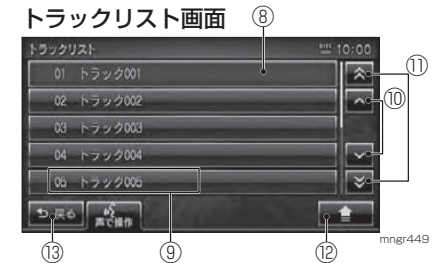 トラックリスト画面
⑧
トラックリスト
DISC 10:00
01 トラック001
⑪
02 トラック002
⑩
03 トラック003
04 トラック004
05 トラック005
戻る
声で操作
⑬
⑨
⑫
mngr449